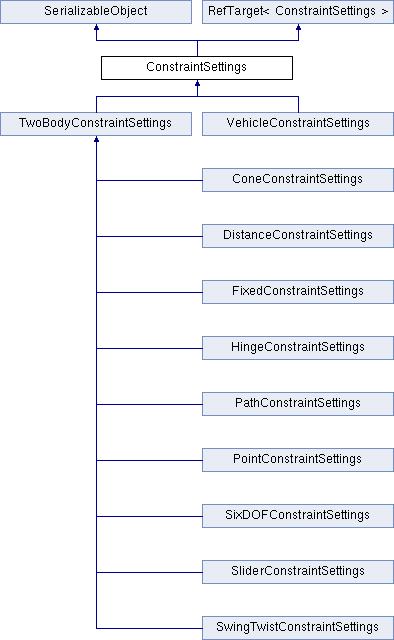 SerializableObject
RefTarget< ConstraintSettings >
ConstraintSettings
TwoBodyConstraintSettings
VehicleConstraintSettings
ConeConstraintSettings
DistanceConstraintSettings
FixedConstraintSettings
HingeConstraintSettings
PathConstraintSettings
PointConstraintSettings
SixDOFConstraintSettings
SliderConstraintSettings
SwingTwistConstraintSettings